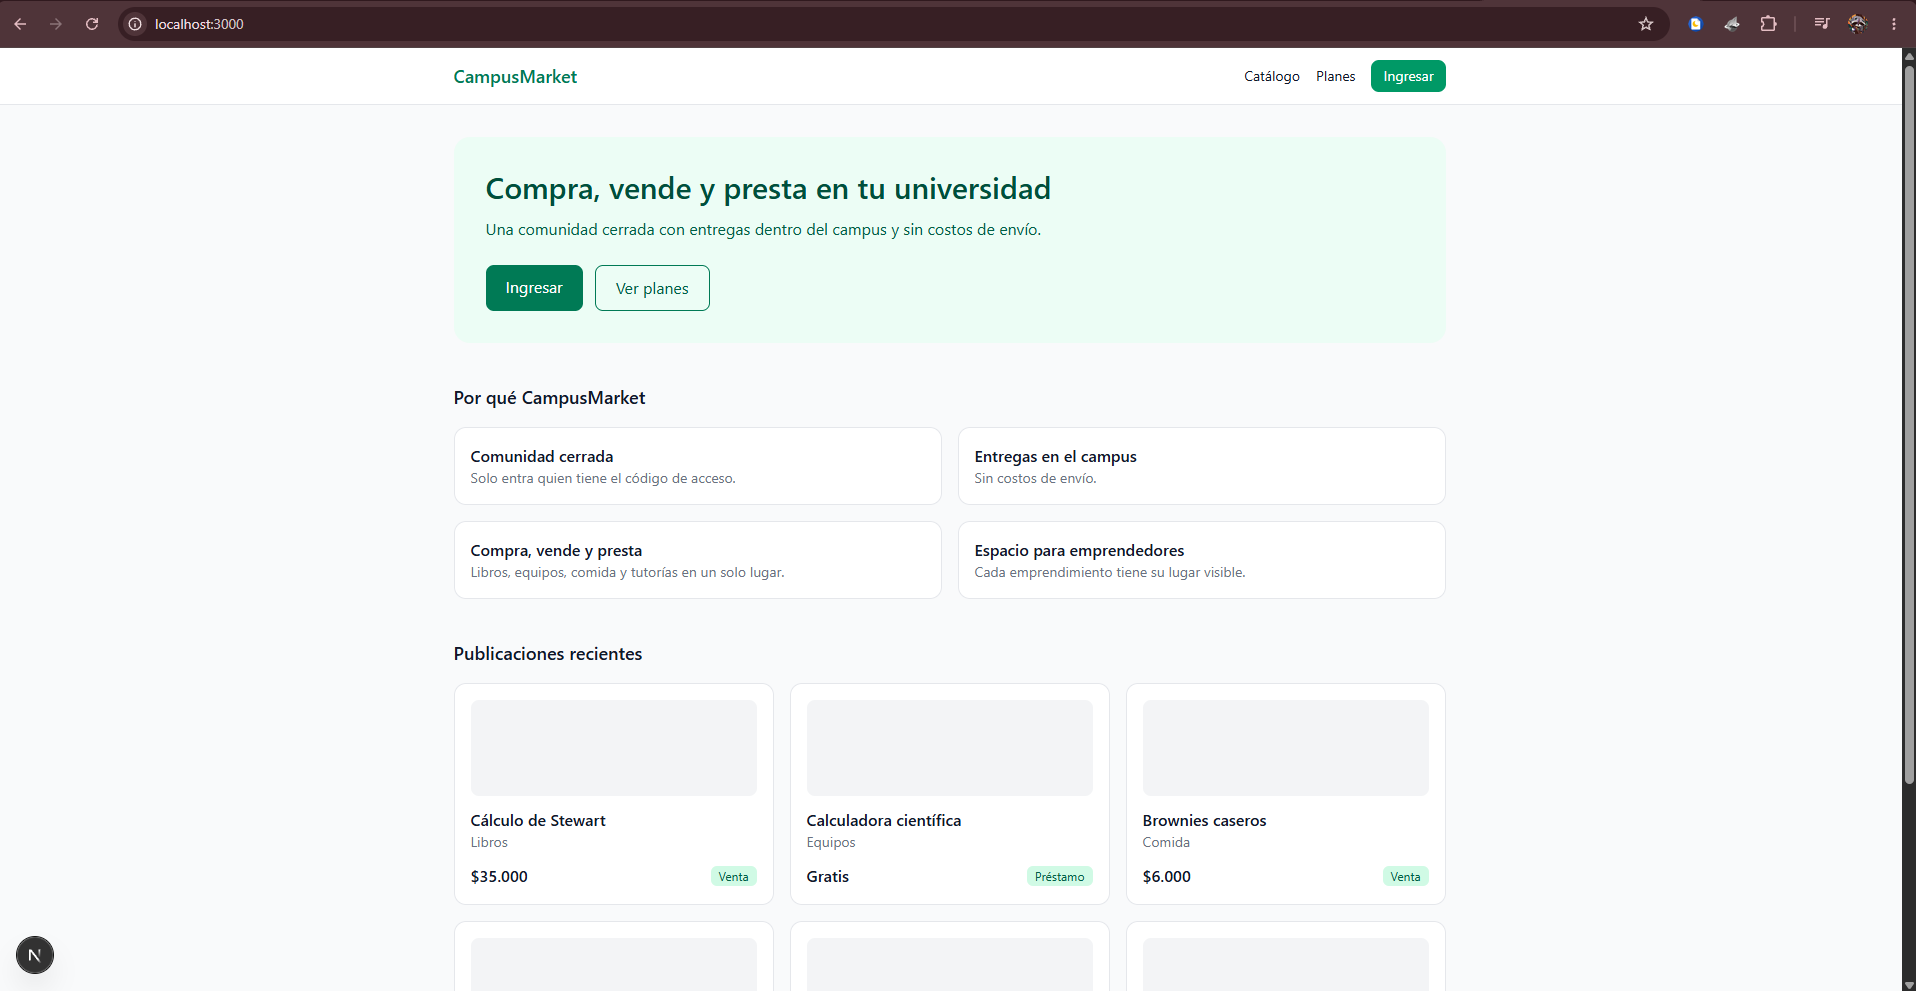 localhost:3000
CampusMarket
Catálogo
Planes
Ingresar
Compra, vende y presta en tu universidad
Una comunidad cerrada con entregas dentro del campus y sin costos de envío.
Ingresar
Ver planes
Por qué CampusMarket
Comunidad cerrada
Solo entra quien tiene el código de acceso.
Entregas en el campus
Sin costos de envío.
Compra, vende y presta
Libros, equipos, comida y tutorías en un solo lugar.
Espacio para emprendedores
Cada emprendimiento tiene su lugar visible.
Publicaciones recientes
Cálculo de Stewart
Libros
$35.000
Venta
Calculadora científica
Equipos
Gratis
Préstamo
Brownies caseros
Comida
$6.000
Venta
N